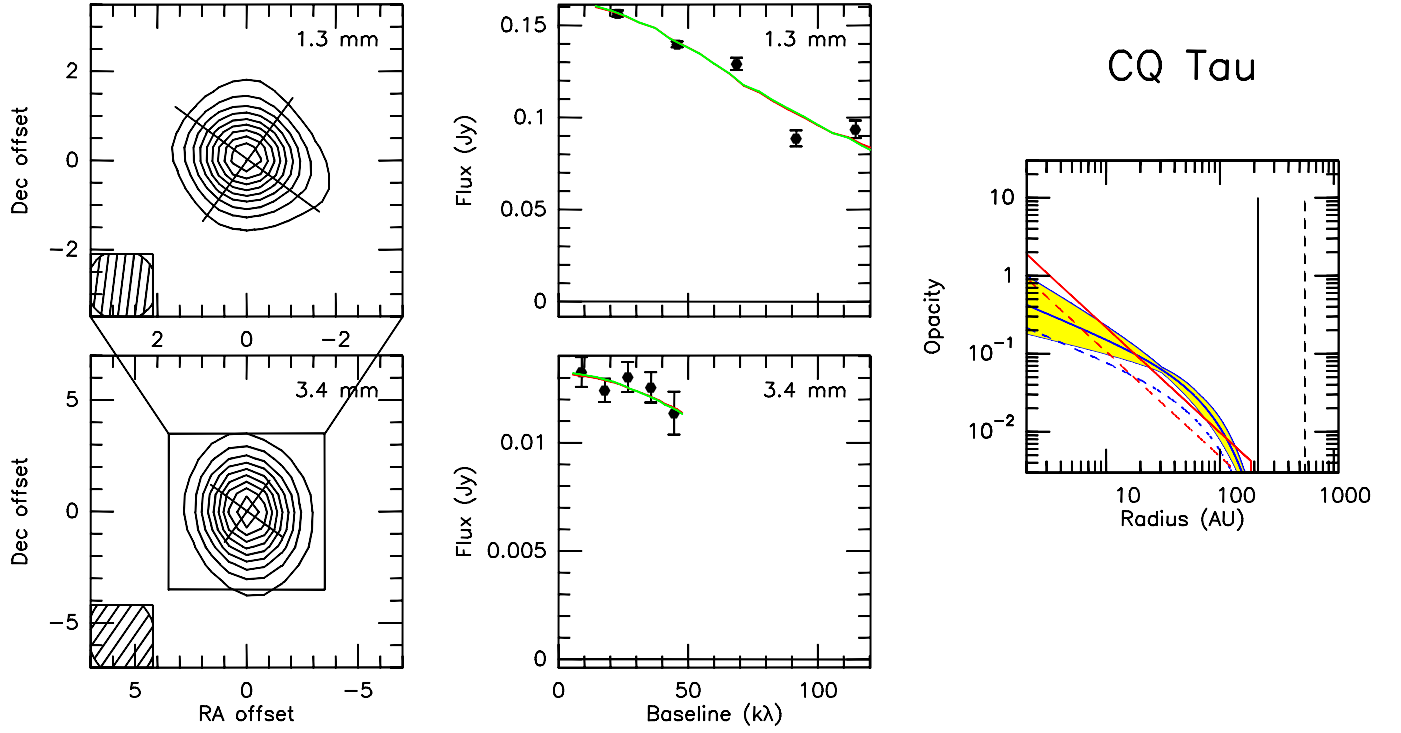 1.3 mm
2
0
−2
Dec offset
2
0
−2
3.4 mm
5
0
−5
Dec offset
5
0
−5
RA offset
1.3 mm
0.15
0.1
0.05
0
Flux (Jy)
3.4 mm
0.01
0.005
0
Flux (Jy)
0
50
100
Baseline (kλ)
CQ Tau
10
1
10−1
10−2
Opacity
10
100
1000
Radius (AU)